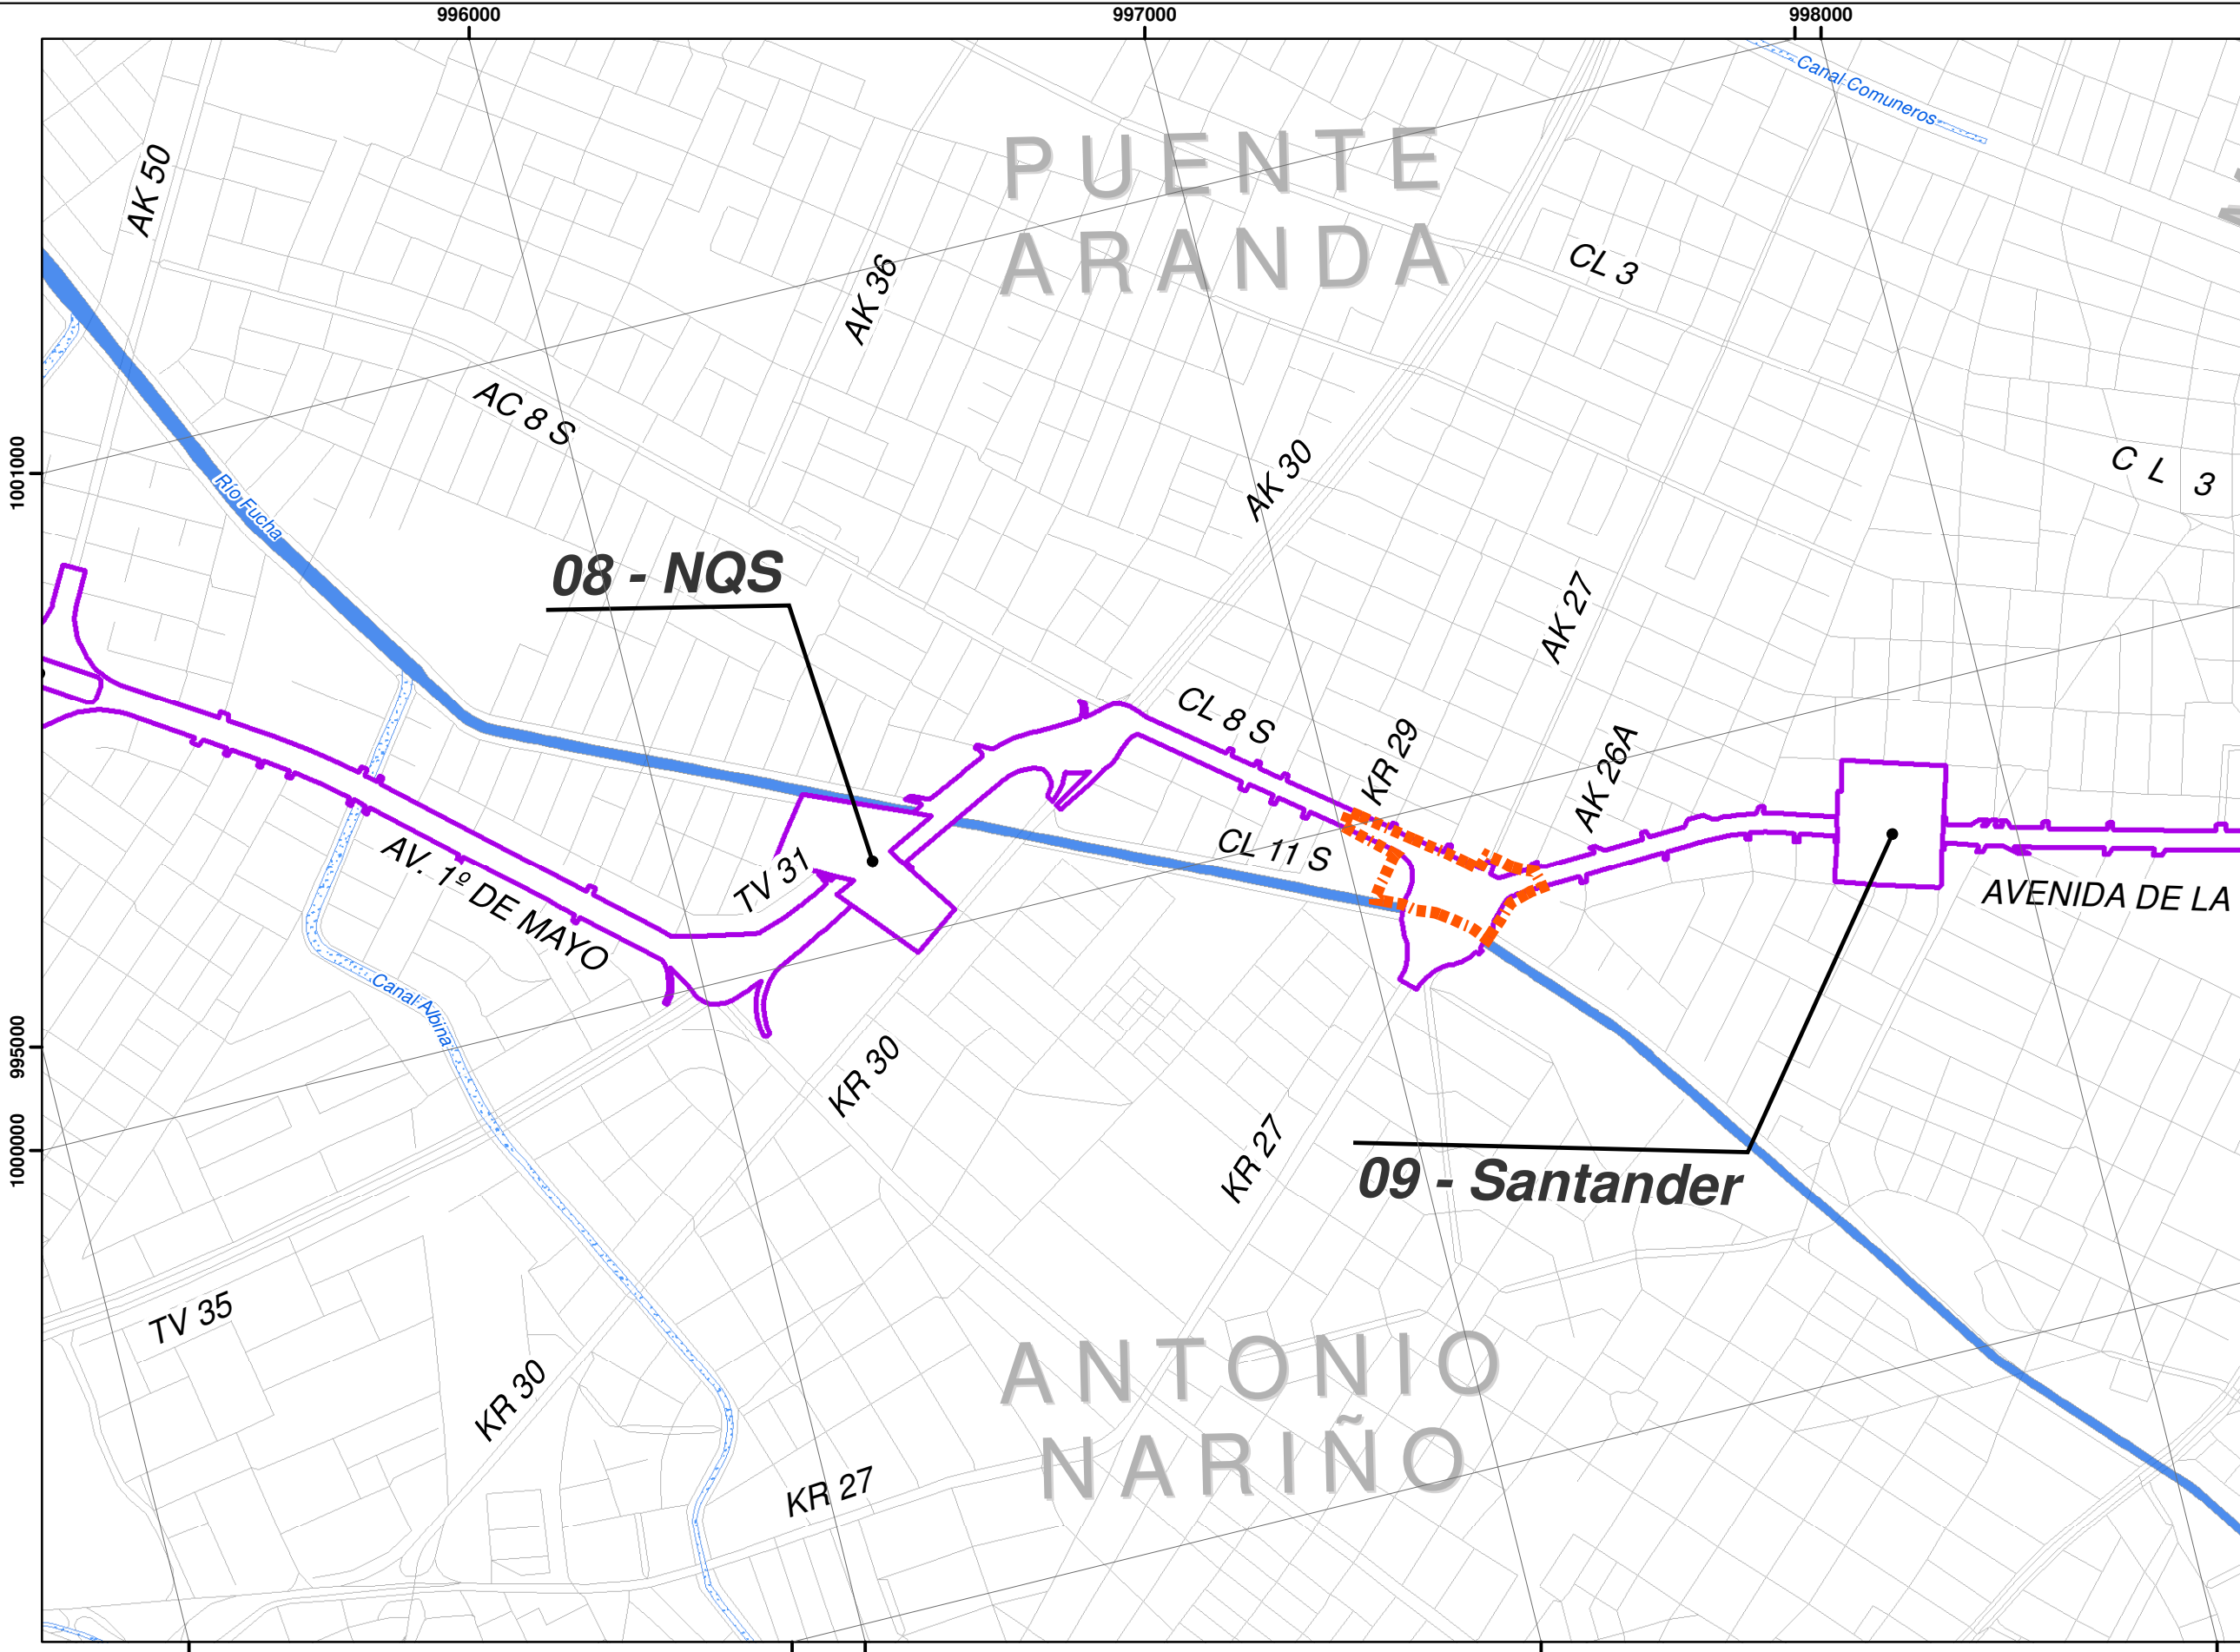 996000
997000
998000
Canal Comuneros
AK 50
PUENTE
ARANDA
AK 36
CL 3
AC 8 S
AK 30
CL 3
1001000
Río Fucha
08 - NQS
AK 27
CL 8 S
KR 29
AK 26A
CL 11 S
TV 31
AV. 1º DE MAYO
AVENIDA DE LA
Canal Albina
995000
KR 30
1000000
KR 27
09 - Santander
TV 35
ANTONIO
NARIÑO
KR 30
KR 27